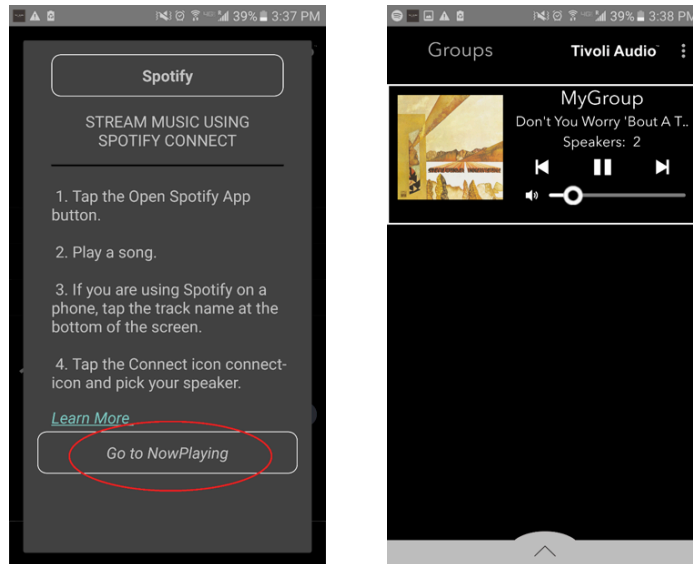 39% 3:37 PM
Spotify
STREAM MUSIC USING
SPOTIFY CONNECT
1. Tap the Open Spotify App
button.
2. Play a song.
3. If you are using Spotify on a
phone, tap the track name at the
bottom of the screen.
4. Tap the Connect icon connect-
icon and pick your speaker.
Learn More
Go to NowPlaying
39% 3:38 PM
Groups
Tivoli Audio
MyGroup
Don't You Worry 'Bout A T..
Speakers: 2